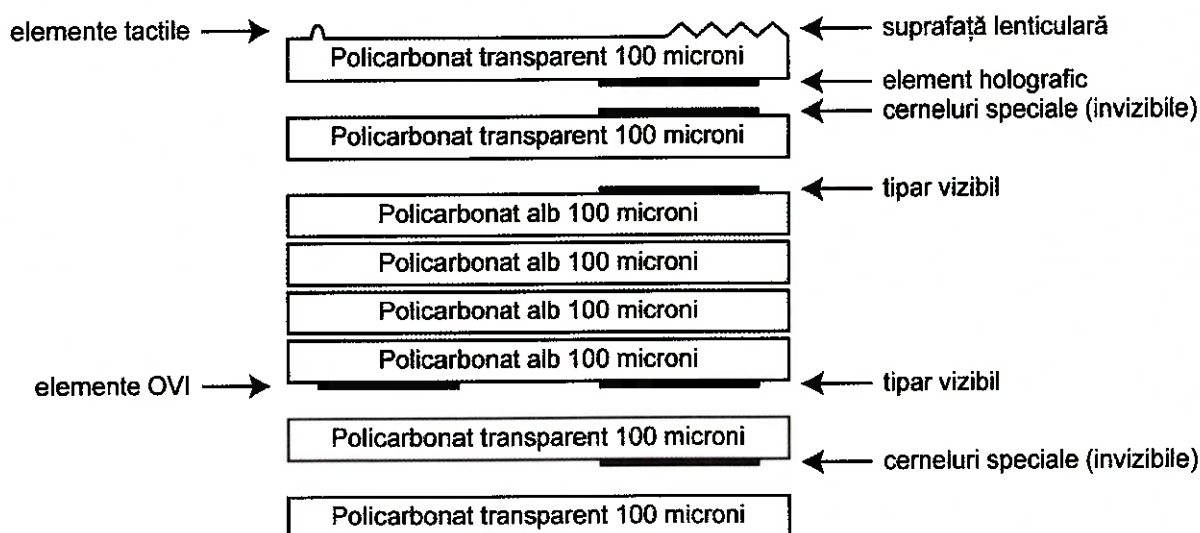 elemente tactile
suprafață lenticulară
Policarbonat transparent 100 microni
element holografic
cerneluri speciale (invizibile)
Policarbonat transparent 100 microni
tipar vizibil
Policarbonat alb 100 microni
Policarbonat alb 100 microni
Policarbonat alb 100 microni
Policarbonat alb 100 microni
elemente OVI
tipar vizibil
Policarbonat transparent 100 microni
cerneluri speciale (invizibile)
Policarbonat transparent 100 microni